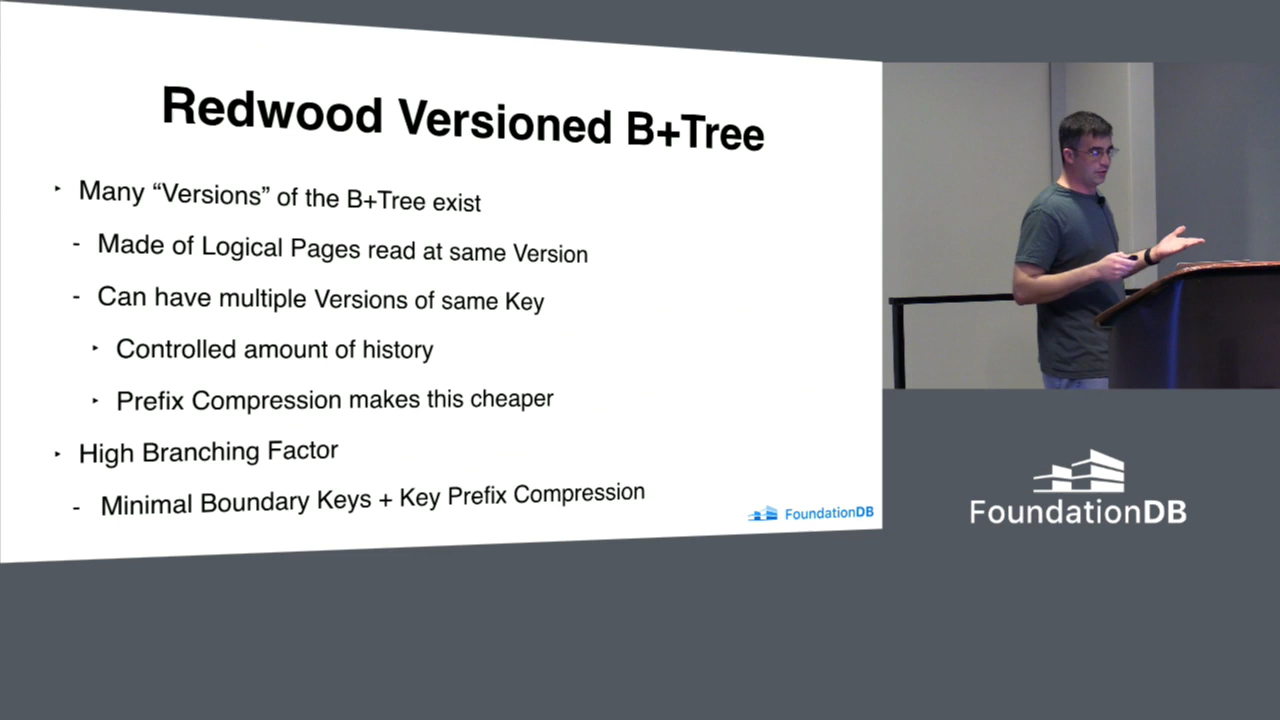 Redwood Versioned B+Tree
‣ Many “Versions” of the B+Tree exist
- Made of Logical Pages read at same Version
- Can have multiple Versions of same Key
‣ Controlled amount of history
‣ Prefix Compression makes this cheaper
‣ High Branching Factor
- Minimal Boundary Keys + Key Prefix Compression
FoundationDB
FoundationDB